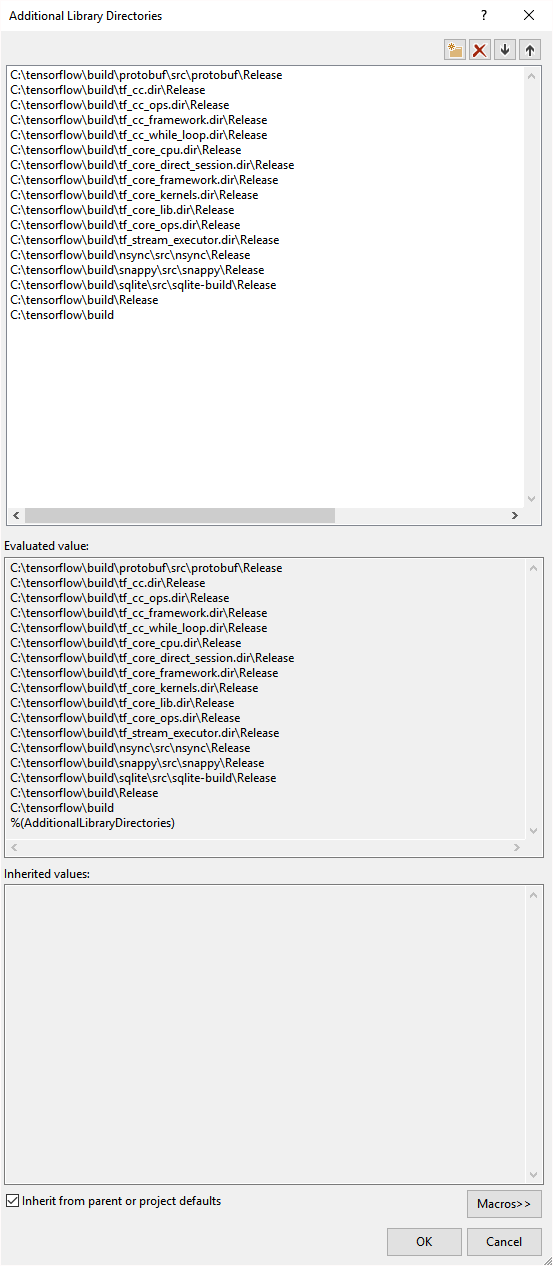 Additional Library Directories
?
C:\tensorflow\build\protobuf\src\protobuf\Release
C:\tensorflow\build\tf_cc.dir\Release
C:\tensorflow\build\tf_cc_ops.dir\Release
C:\tensorflow\build\tf_cc_framework.dir\Release
C:\tensorflow\build\tf_cc_while_loop.dir\Release
C:\tensorflow\build\tf_core_cpu.dir\Release
C:\tensorflow\build\tf_core_direct_session.dir\Release
C:\tensorflow\build\tf_core_framework.dir\Release
C:\tensorflow\build\tf_core_kernels.dir\Release
C:\tensorflow\build\tf_core_lib.dir\Release
C:\tensorflow\build\tf_core_ops.dir\Release
C:\tensorflow\build\tf_stream_executor.dir\Release
C:\tensorflow\build\nsync\src\nsync\Release
C:\tensorflow\build\snappy\src\snappy\Release
C:\tensorflow\build\sqlite\src\sqlite-build\Release
C:\tensorflow\build\Release
C:\tensorflow\build
Evaluated value:
C:\tensorflow\build\protobuf\src\protobuf\Release
C:\tensorflow\build\tf_cc.dir\Release
C:\tensorflow\build\tf_cc_ops.dir\Release
C:\tensorflow\build\tf_cc_framework.dir\Release
C:\tensorflow\build\tf_cc_while_loop.dir\Release
C:\tensorflow\build\tf_core_cpu.dir\Release
C:\tensorflow\build\tf_core_direct_session.dir\Release
C:\tensorflow\build\tf_core_framework.dir\Release
C:\tensorflow\build\tf_core_kernels.dir\Release
C:\tensorflow\build\tf_core_lib.dir\Release
C:\tensorflow\build\tf_core_ops.dir\Release
C:\tensorflow\build\tf_stream_executor.dir\Release
C:\tensorflow\build\nsync\src\nsync\Release
C:\tensorflow\build\snappy\src\snappy\Release
C:\tensorflow\build\sqlite\src\sqlite-build\Release
C:\tensorflow\build\Release
C:\tensorflow\build
%(AdditionalLibraryDirectories)
Inherited values:
Inherit from parent or project defaults
Macros>>
OK
Cancel